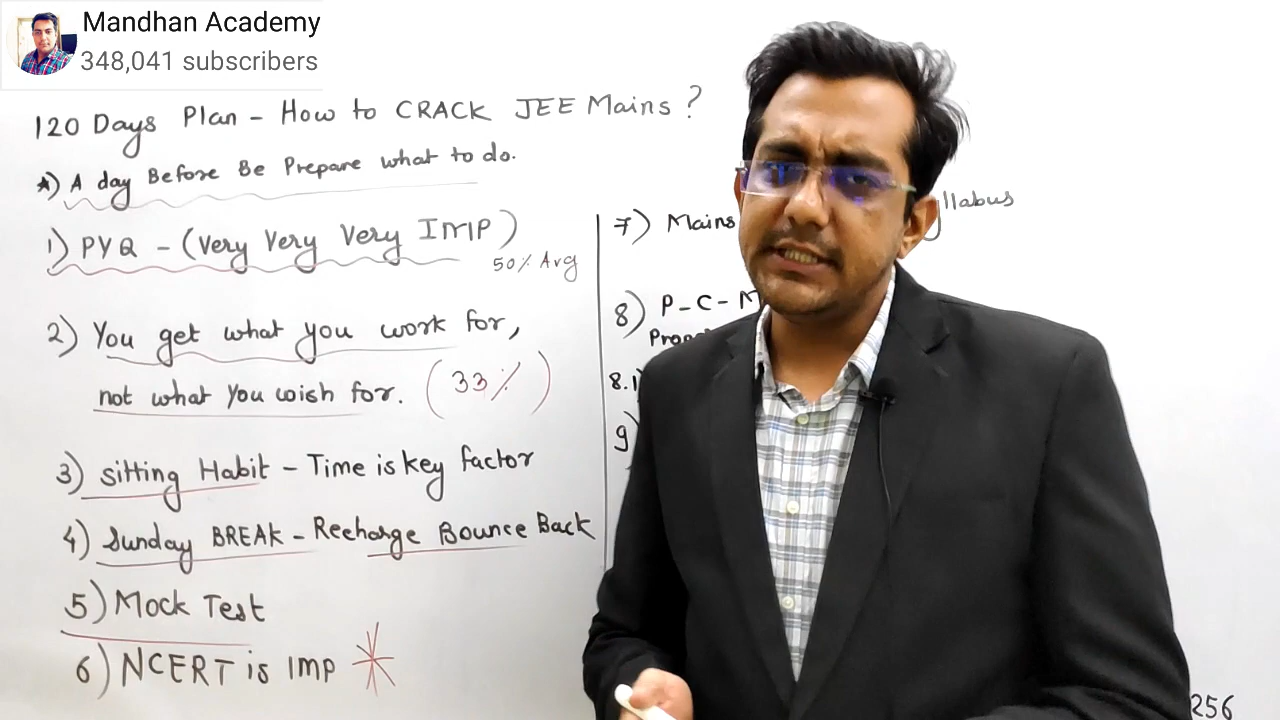 Mandhan Academy
348,041 subscribers
120 Days Plan - How to CRACK JEE Mains ?
A) A day Before Be Prepare what to do.
1) PYQ - (Very Very Very IMP)
50% Avg
2) You get what you work for,
not what you wish for. (33%)
3) Sitting Habit - Time is key factor
4) Sunday BREAK - Recharge Bounce Back
5) Mock Test
6) NCERT is IMP
7) Mains
8) P-C-M
8.1)
9)
256